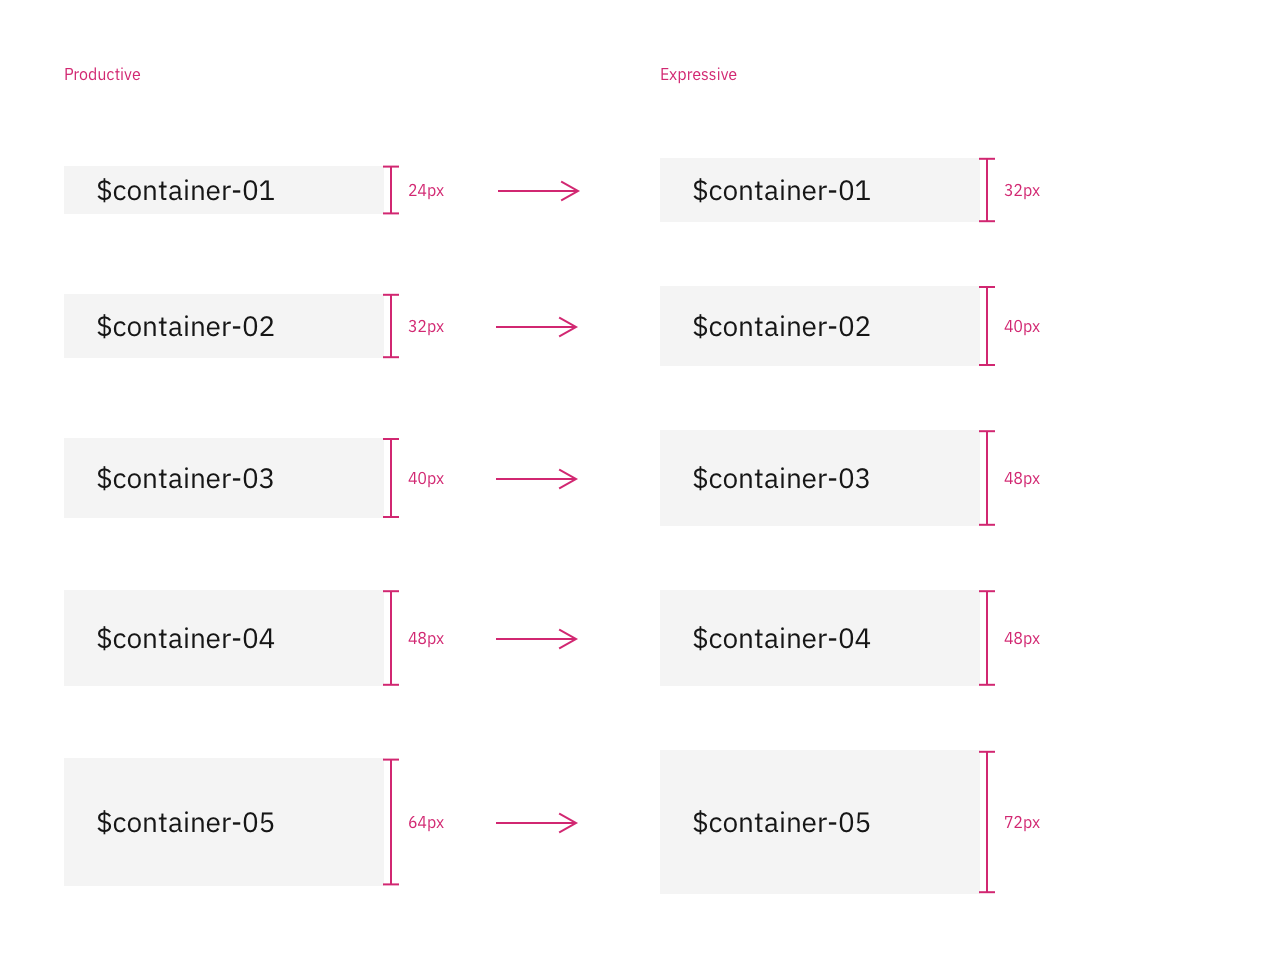 Productive
Expressive
$container-01
24px
$container-01
32px
$container-02
32px
$container-02
40px
$container-03
40px
$container-03
48px
$container-04
48px
$container-04
48px
$container-05
64px
$container-05
72px